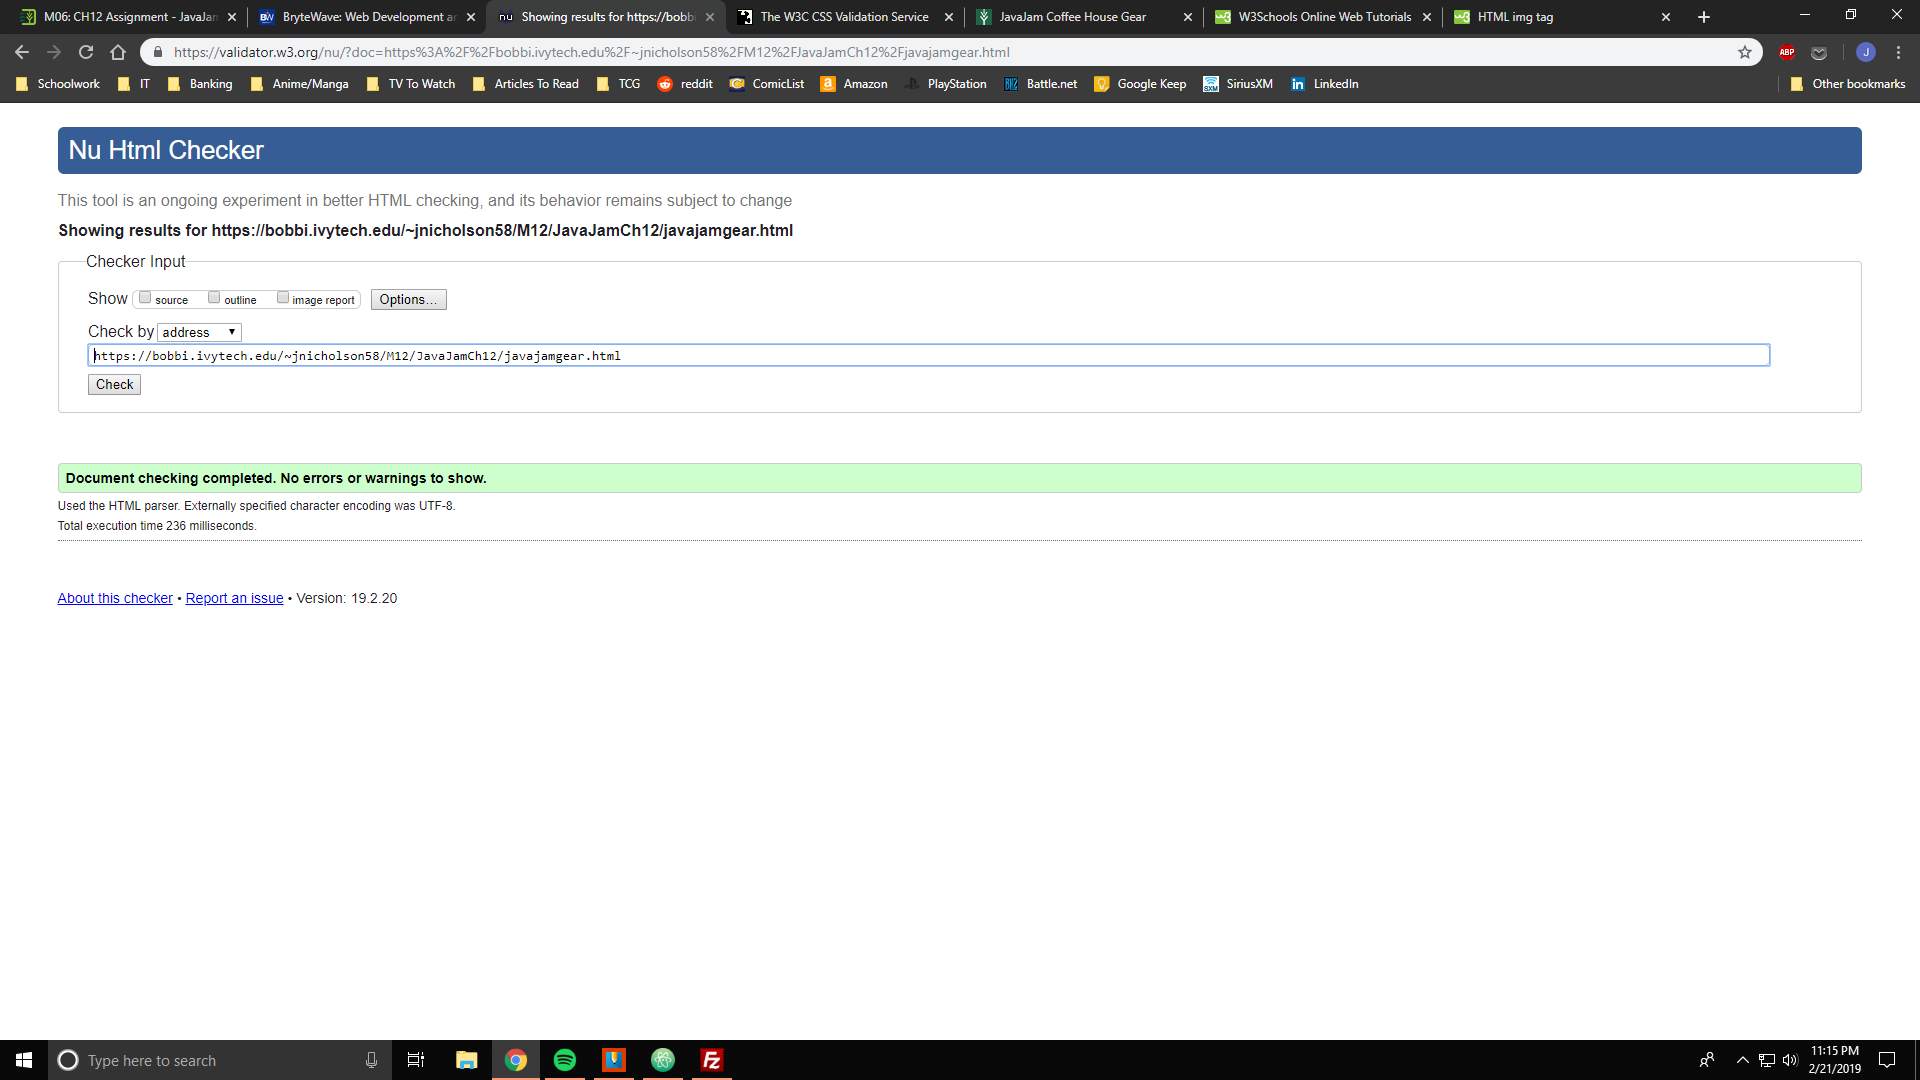 M06: CH12 Assignment - JavaJam
BryteWave: Web Development an
Showing results for https://bobbi
The W3C CSS Validation Service
JavaJam Coffee House Gear
W3Schools Online Web Tutorials
HTML img tag
https://validator.w3.org/nu/?doc=https%3A%2F%2Fbobbi.ivytech.edu%2F~jnicholson58%2FM12%2FJavaJamCh12%2Fjavajamgear.html
ABP
J
Schoolwork IT Banking Anime/Manga TV To Watch Articles To Read TCG reddit ComicList Amazon PlayStation Battle.net Google Keep SiriusXM LinkedIn Other bookmarks
Nu Html Checker
This tool is an ongoing experiment in better HTML checking, and its behavior remains subject to change
Showing results for https://bobbi.ivytech.edu/~jnicholson58/M12/JavaJamCh12/javajamgear.html
Checker Input
Show source outline image report Options...
Check by address
https://bobbi.ivytech.edu/~jnicholson58/M12/JavaJamCh12/javajamgear.html
Check
Document checking completed. No errors or warnings to show.
Used the HTML parser. Externally specified character encoding was UTF-8.
Total execution time 236 milliseconds.
About this checker • Report an issue • Version: 19.2.20
Type here to search
11:15 PM
2/21/2019